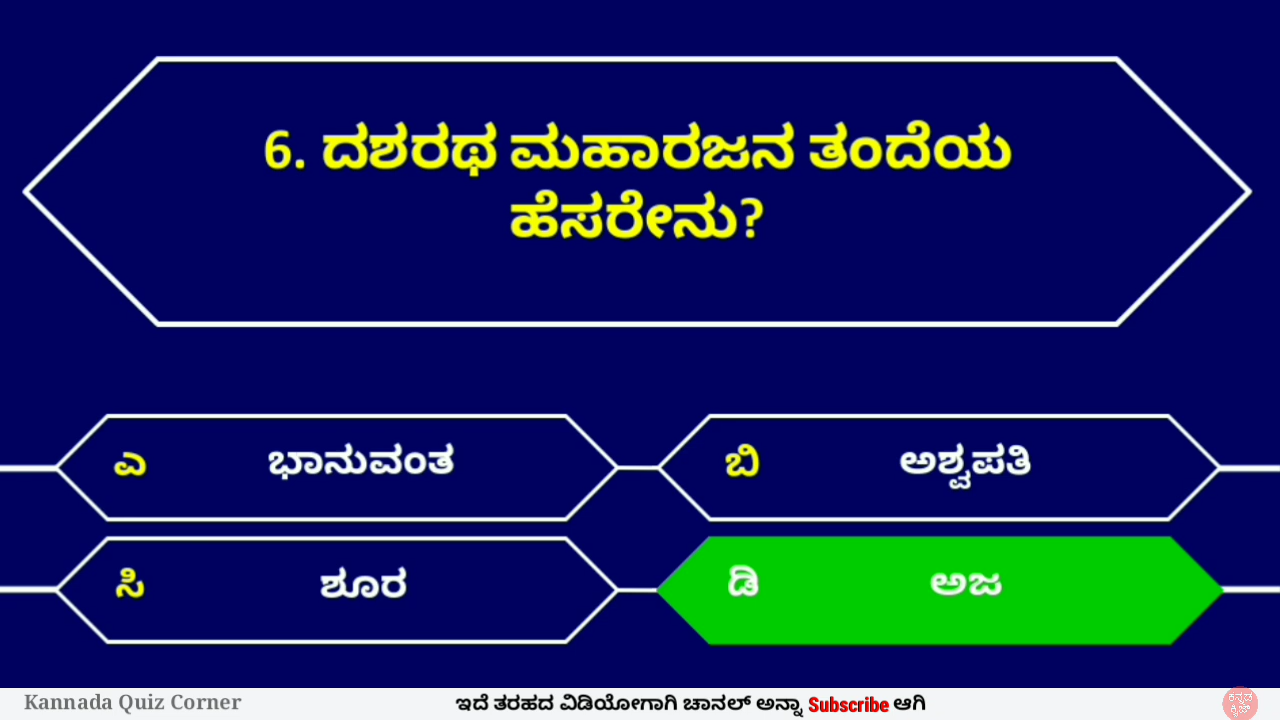 6. ದಶರಥ ಮಹಾರಜನ ತಂದೆಯ
ಹೆಸರೇನು?
ಎ ಭಾನುವಂತ
ಬಿ ಅಶ್ವಪತಿ
ಸಿ ಶೂರ
ಡಿ ಅಜ
Kannada Quiz Corner
ಇದೆ ತರಹದ ವಿಡಿಯೋಗಾಗಿ ಚಾನಲ್ ಅನ್ನಾ Subscribe ಆಗಿ